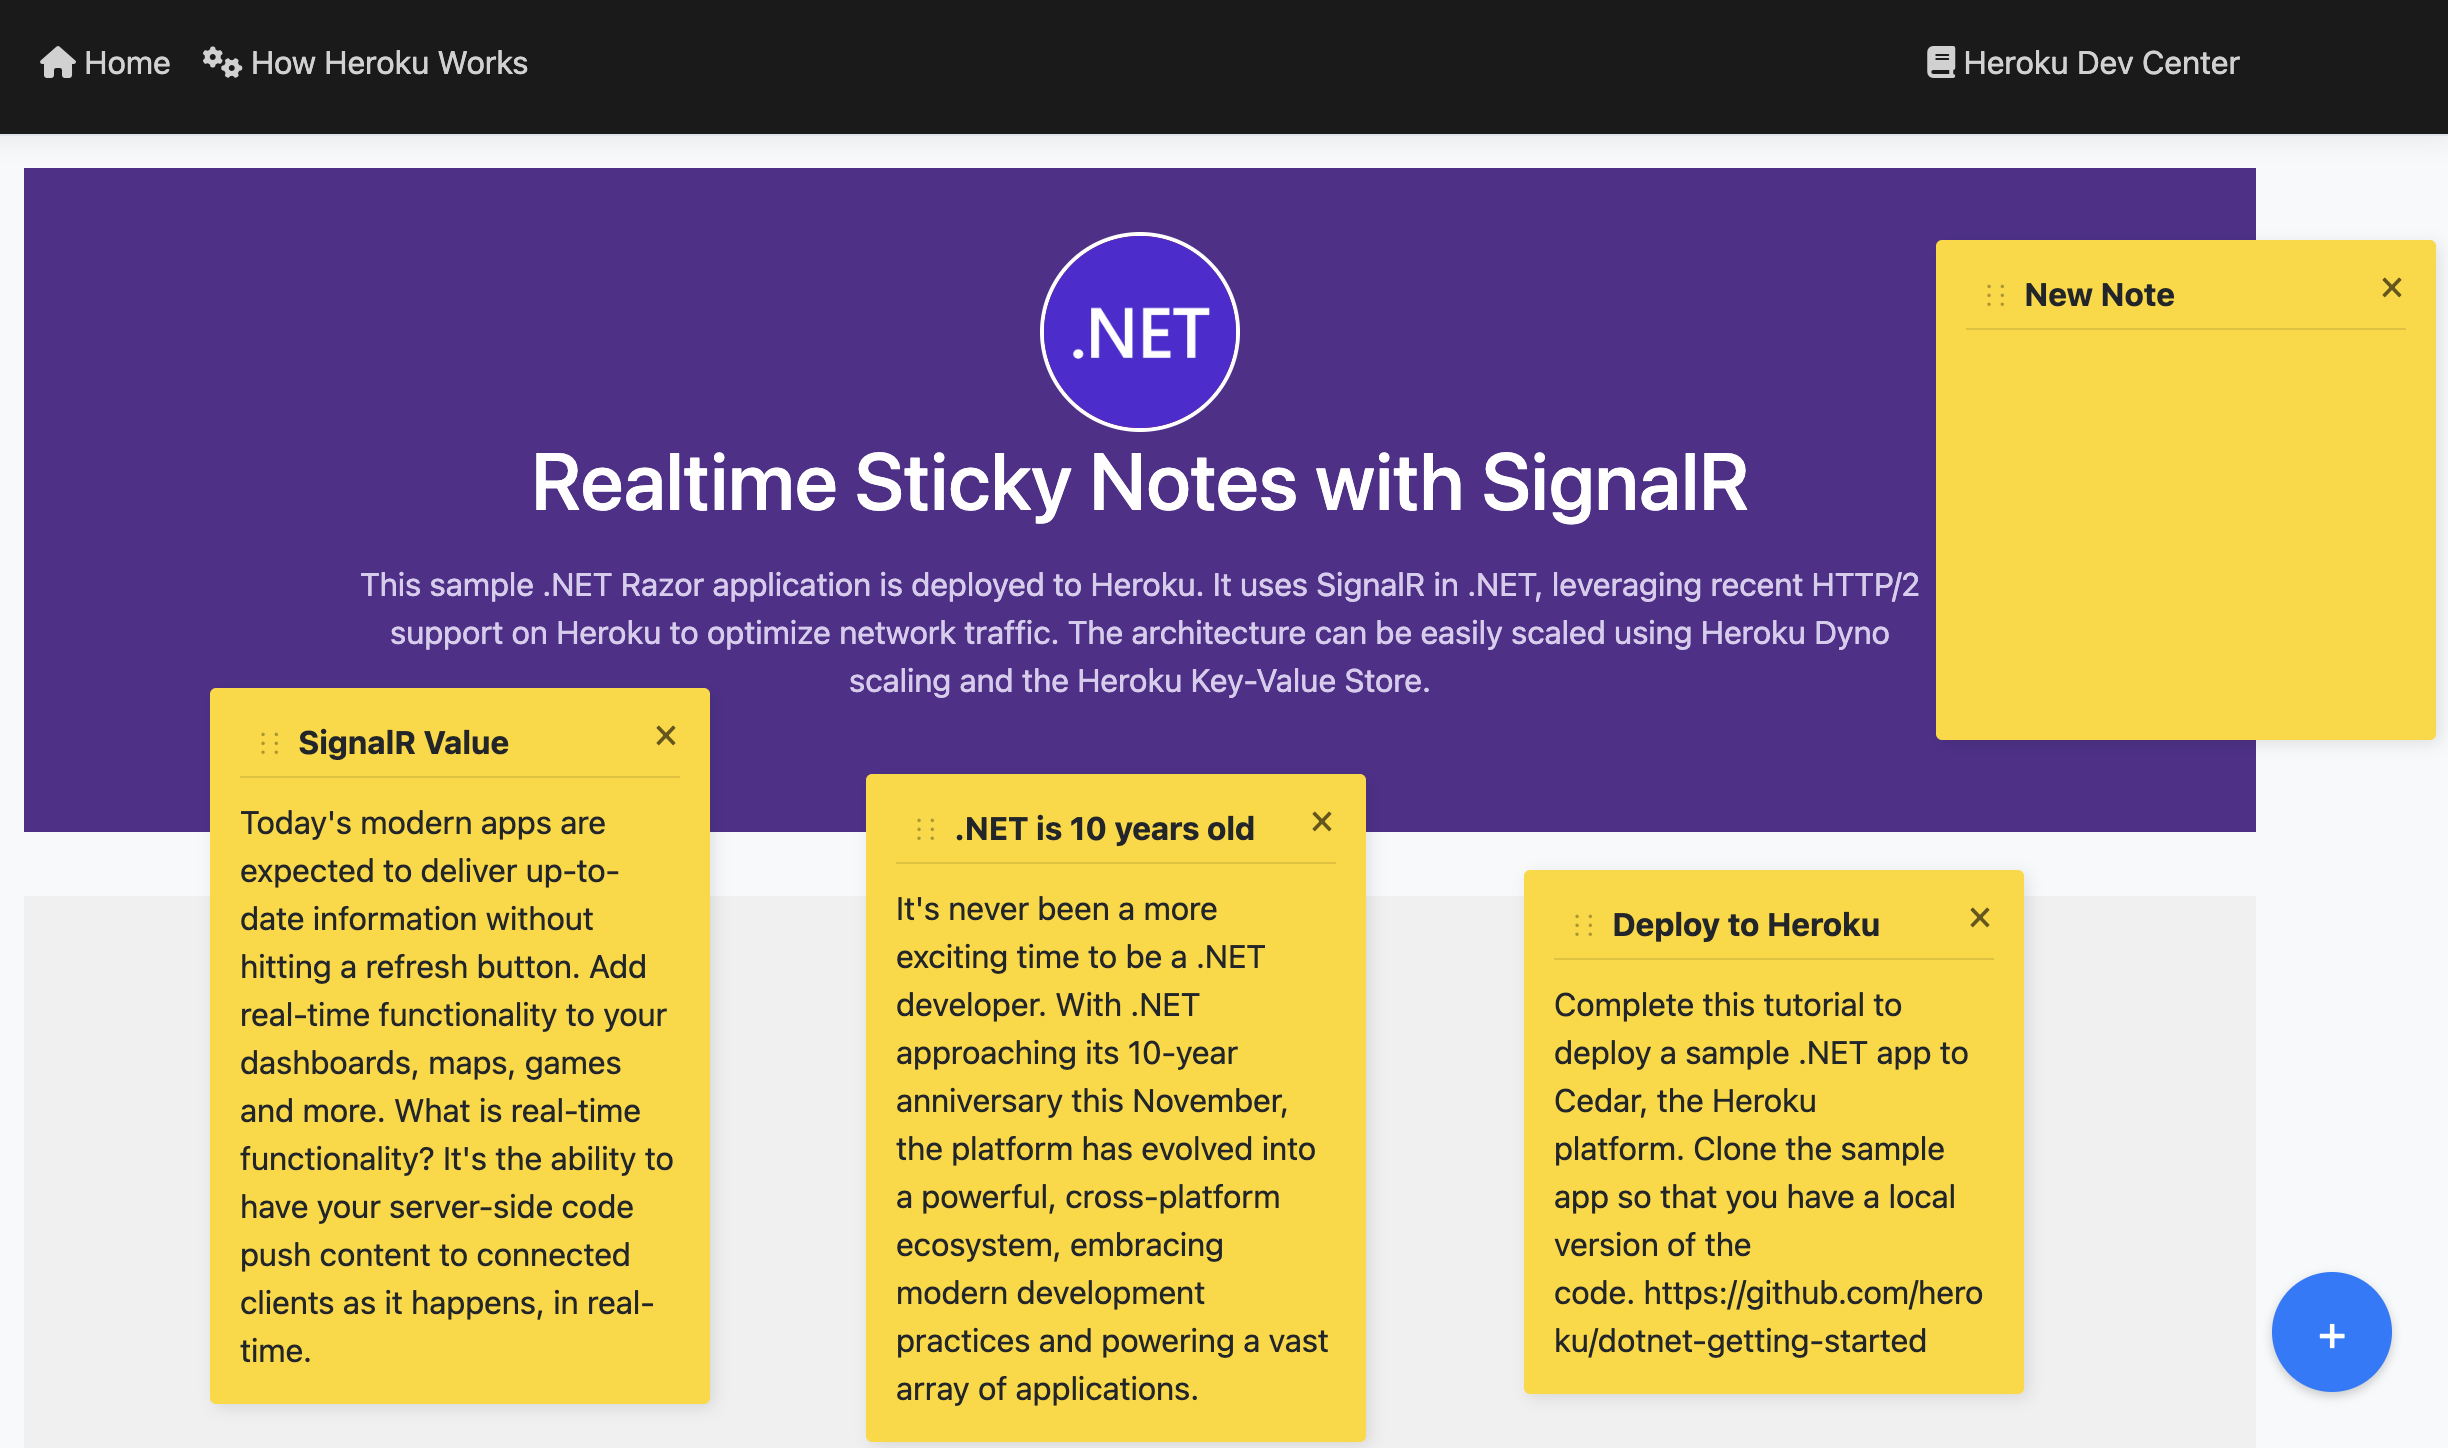 Home
How Heroku Works
Heroku Dev Center
.NET
Realtime Sticky Notes with SignalR
This sample .NET Razor application is deployed to Heroku. It uses SignalR in .NET, leveraging recent HTTP/2
support on Heroku to optimize network traffic. The architecture can be easily scaled using Heroku Dyno
scaling and the Heroku Key-Value Store.
New Note
×
SignalR Value
×
Today's modern apps are
expected to deliver up-to-
date information without
hitting a refresh button. Add
real-time functionality to your
dashboards, maps, games
and more. What is real-time
functionality? It's the ability to
have your server-side code
push content to connected
clients as it happens, in real-
time.
.NET is 10 years old
×
It's never been a more
exciting time to be a .NET
developer. With .NET
approaching its 10-year
anniversary this November,
the platform has evolved into
a powerful, cross-platform
ecosystem, embracing
modern development
practices and powering a vast
array of applications.
Deploy to Heroku
×
Complete this tutorial to
deploy a sample .NET app to
Cedar, the Heroku
platform. Clone the sample
app so that you have a local
version of the
code. https://github.com/hero
ku/dotnet-getting-started
+